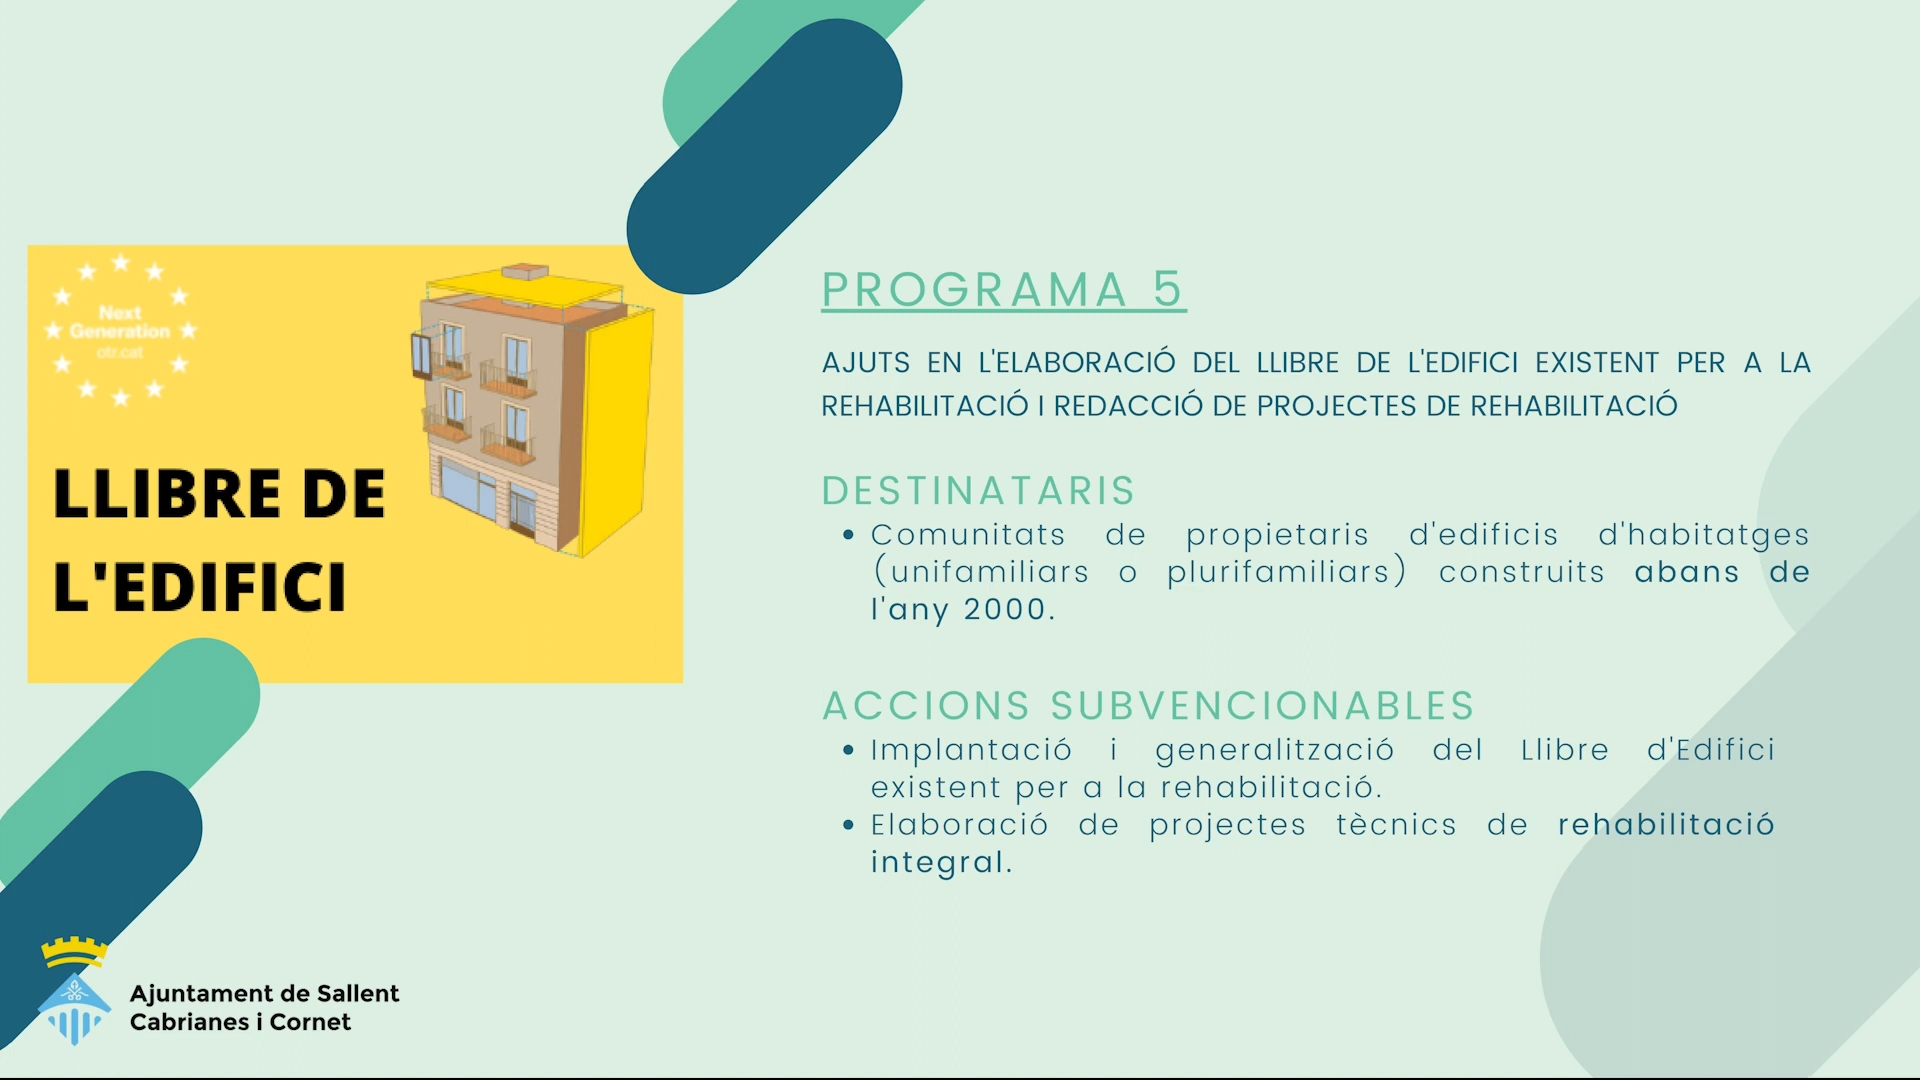 Next
Generation
otr.cat
LLIBRE DE
L'EDIFICI
PROGRAMA 5
AJUTS EN L'ELABORACIÓ DEL LLIBRE DE L'EDIFICI EXISTENT PER A LA
REHABILITACIÓ I REDACCIÓ DE PROJECTES DE REHABILITACIÓ
DESTINATARIS
• Comunitats de propietaris d'edificis d'habitatges
(unifamiliars o plurifamiliars) construits abans de
l'any 2000.
ACCIONS SUBVENCIONABLES
• Implantació i generalització del Llibre d'Edifici
existent per a la rehabilitació.
• Elaboració de projectes tècnics de rehabilitació
integral.
Ajuntament de Sallent
Cabrianes i Cornet